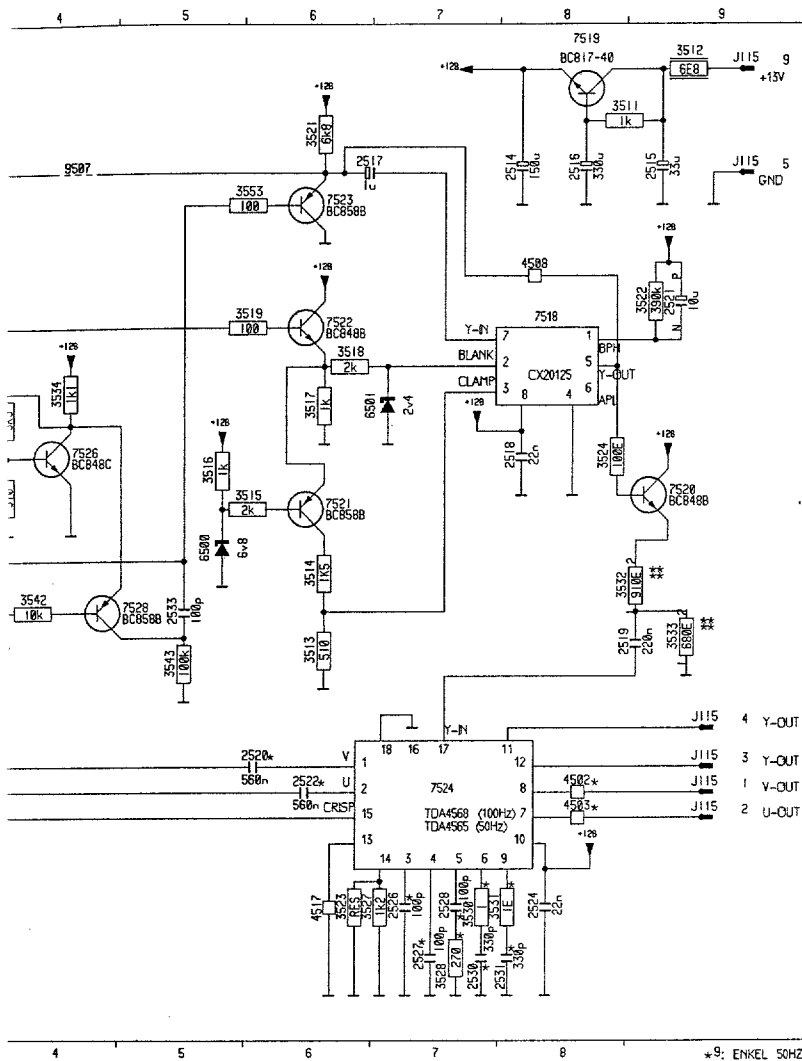 4 5 6 7 8 9
7519
BC817-40
3512
6E8
J115 9
+13V
+12B
3511
1k
2514
150u
2516
330u
2515
33u
J115 5
GND
+12B
3521
6k8
9507
2517
1u
3553
100
7523
BC858B
+12B
4508
+12B
3522
390k
2521
10u
P
N
3519
100
7522
BC848B
3518
2k
7518
Y-IN
7
1
BPH
BLANK
2
CX20125
5
Y-OUT
CLAMP
3
6
APL
8
4
+12B
3534
1k1
+12B
3517
1k
6501
2v4
+12B
2518
22n
3524
100E
+12B
7526
BC848C
3516
1k
3515
2k
7521
BC858B
7520
BC848B
6500
6v8
3514
1K5
3532
910E
2
**
**
3542
10k
7528
BC858B
2533
100p
3513
510
1
2519
220n
3533
680E
2
1
**
**
3543
100k
Y-IN
18
16
17
11
J115 4 Y-OUT
2520*
560n
V
1
12
J115 3 Y-OUT
2522*
560n
U
2
7524
8
4502*
J115 1 V-OUT
CRISP
15
TDA4568 (100Hz)
TDA4565 (50Hz)
7
4503*
J115 2 U-OUT
13
10
+12B
14 3 4 5 6 9
4517
3523
RES
3527
1k2
2526
*
100p
2527*
100p
2528
100p
*
3528
270
*
3530
1
*
2530
330p
*
3531
1E
*
2531
330p
*
2524
22n
4 5 6 7 8
*9: ENKEL 50HZ